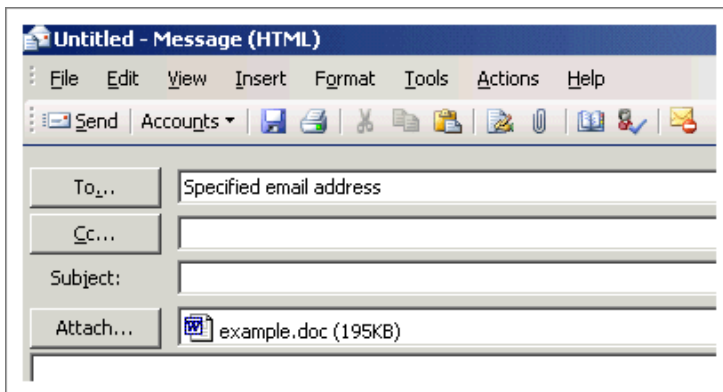 Untitled - Message (HTML)
File Edit View Insert Format Tools Actions Help
Send Accounts
To... Specified email address
Cc...
Subject:
Attach... example.doc (195KB)